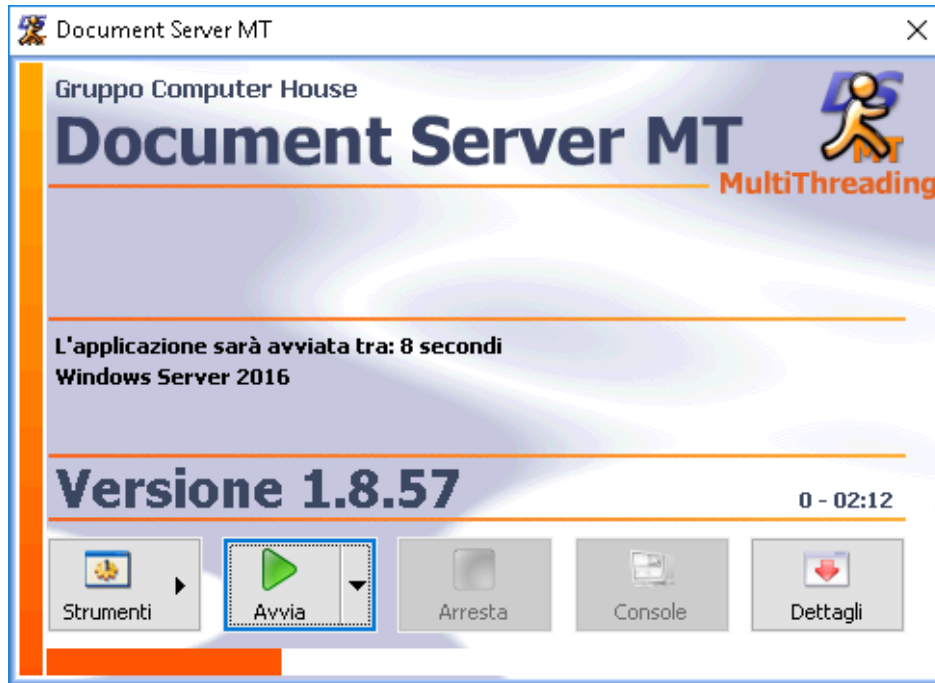 Document Server MT
Gruppo Computer House
Document Server MT
DS
MT
MultiThreading
L'applicazione sarà avviata tra: 8 secondi
Windows Server 2016
Versione 1.8.57
0 - 02:12
Strumenti
Avvia
Arresta
Console
Dettagli